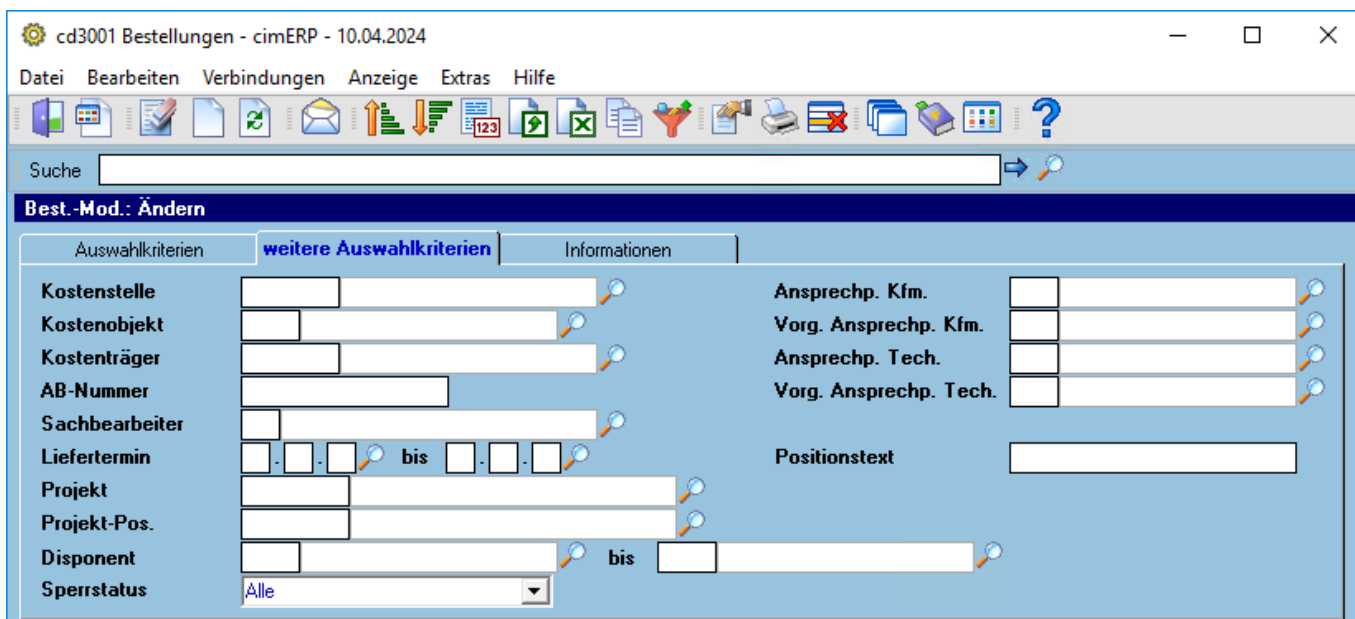 cd3001 Bestellungen - cimERP - 10.04.2024
Datei Bearbeiten Verbindungen Anzeige Extras Hilfe
123
Suche
Best.-Mod.: Ändern
Auswahlkriterien weitere Auswahlkriterien Informationen
Kostenstelle Ansprechp. Kfm.
Kostenobjekt Vorg. Ansprechp. Kfm.
Kostenträger Ansprechp. Tech.
AB-Nummer Vorg. Ansprechp. Tech.
Sachbearbeiter
Liefertermin . . bis . . Positionstext
Projekt
Projekt-Pos.
Disponent bis
Sperrstatus Alle